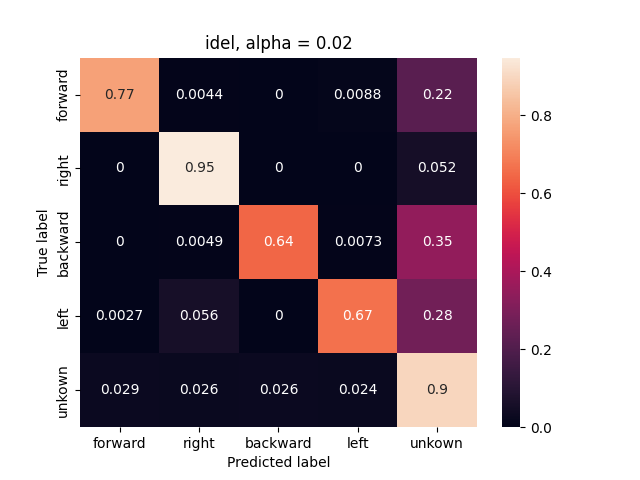 idel, alpha = 0.02
forward 0.77 0.0044 0 0.0088 0.22
right 0 0.95 0 0 0.052
backward 0 0.0049 0.64 0.0073 0.35
left 0.0027 0.056 0 0.67 0.28
unkown 0.029 0.026 0.026 0.024 0.9
True label
forward right backward left unkown
Predicted label
0.8
0.6
0.4
0.2
0.0